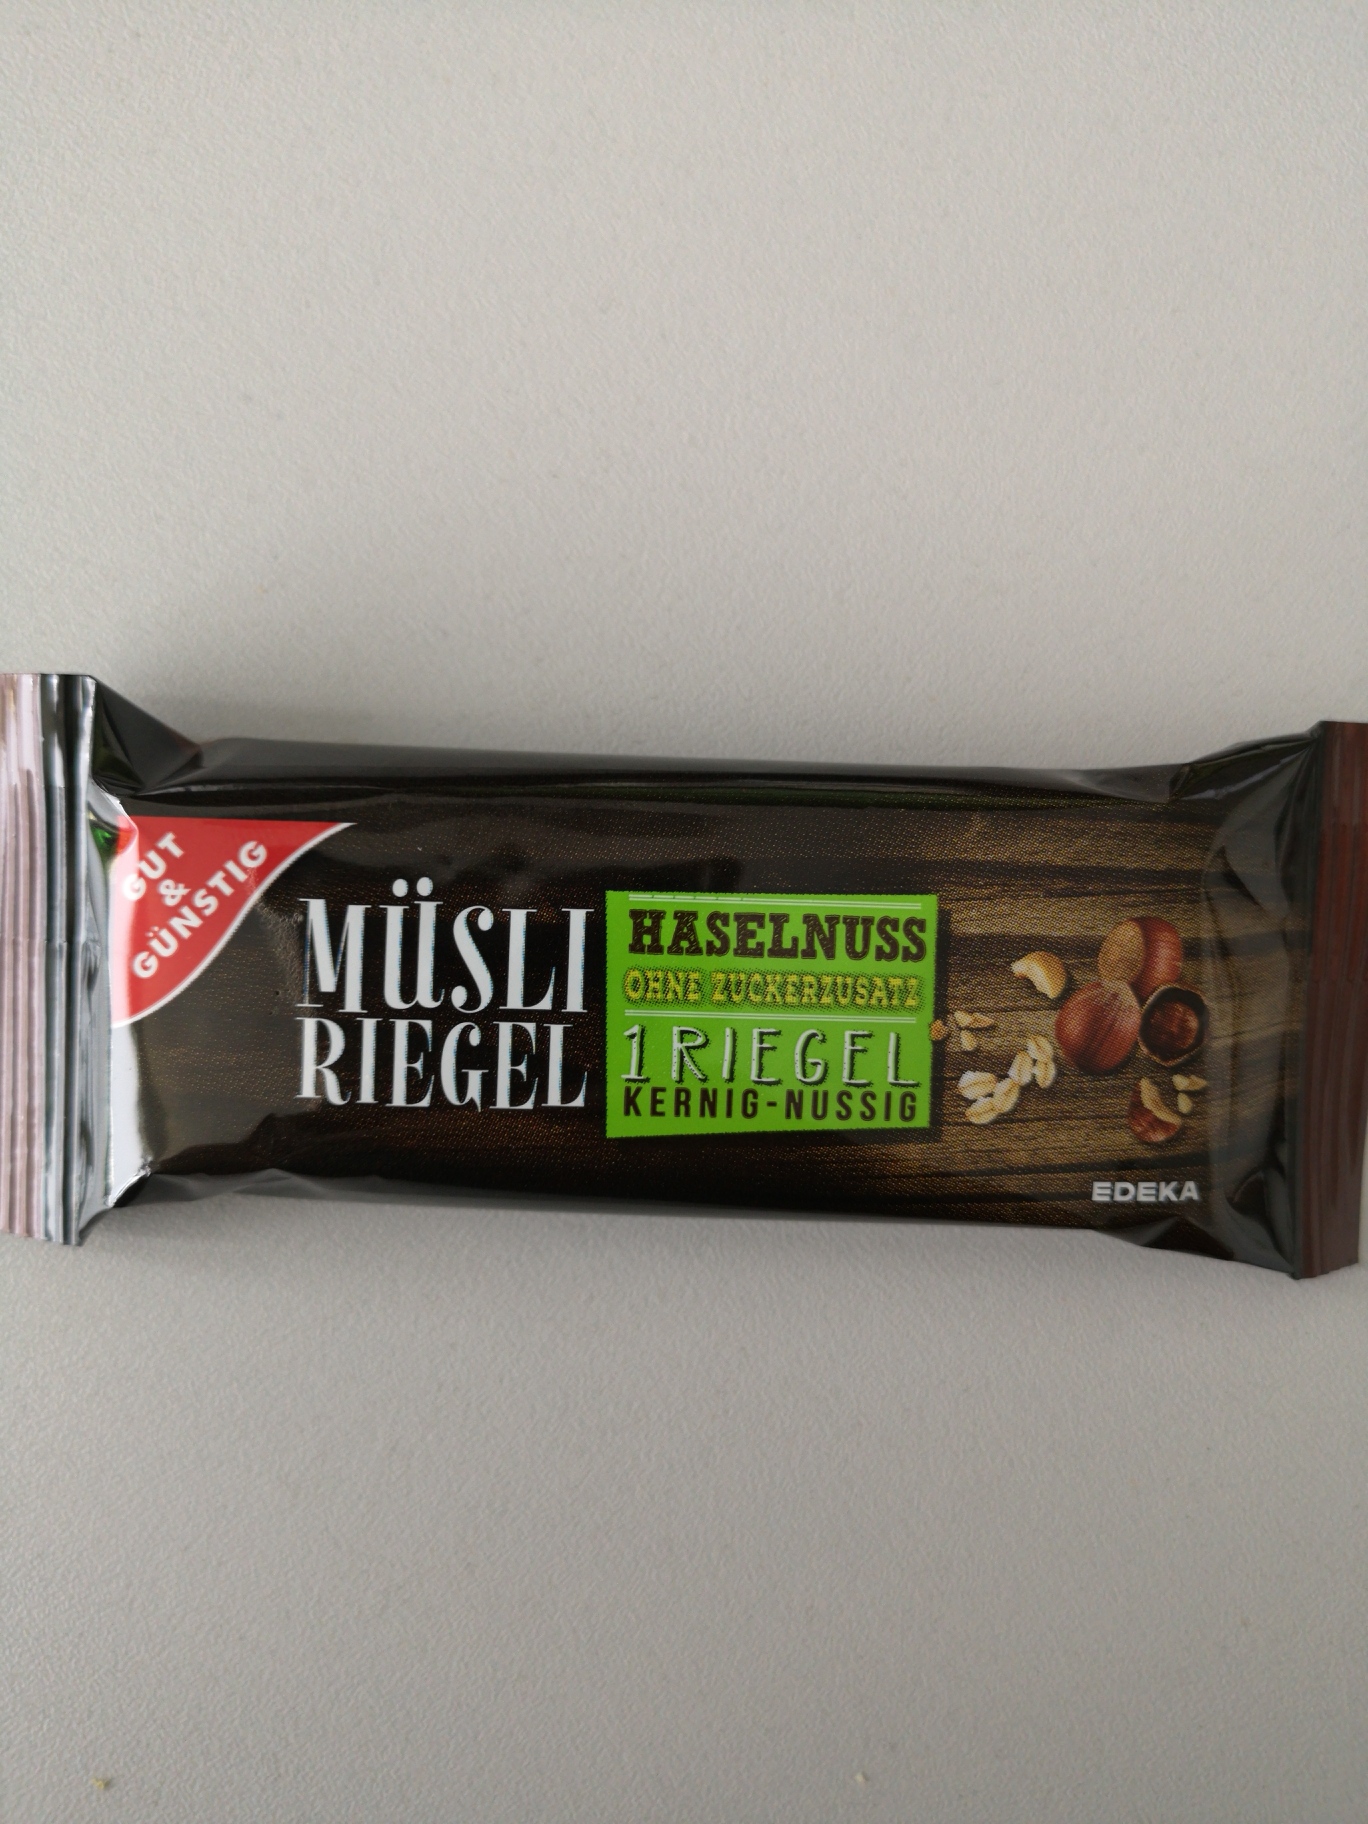 GUT
&
GÜNSTIG
MÜSLI
RIEGEL
HASELNUSS
OHNE ZUCKERZUSATZ
1 RIEGEL
KERNIG-NUSSIG
EDEKA